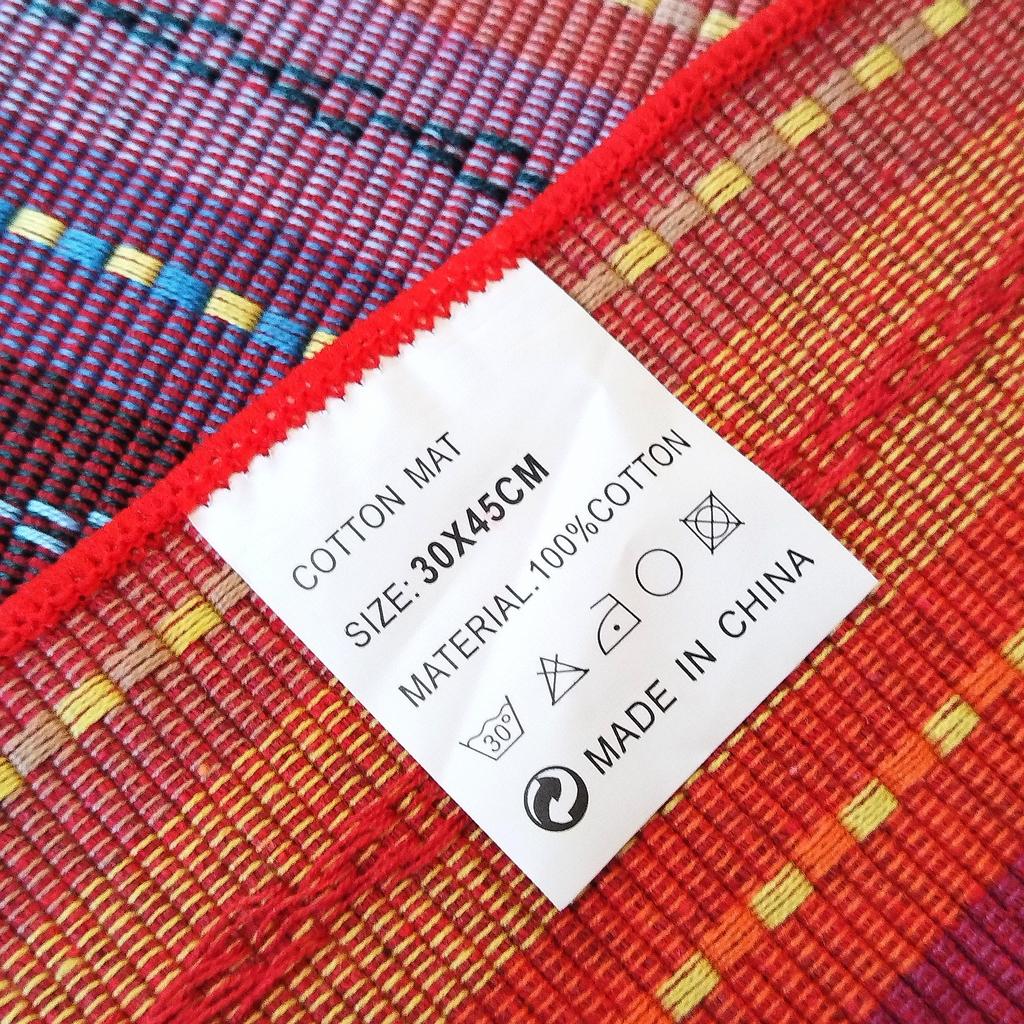 COTTON MAT
SIZE: 30X45CM
MATERIAL.100%COTTON
30°
MADE IN CHINA